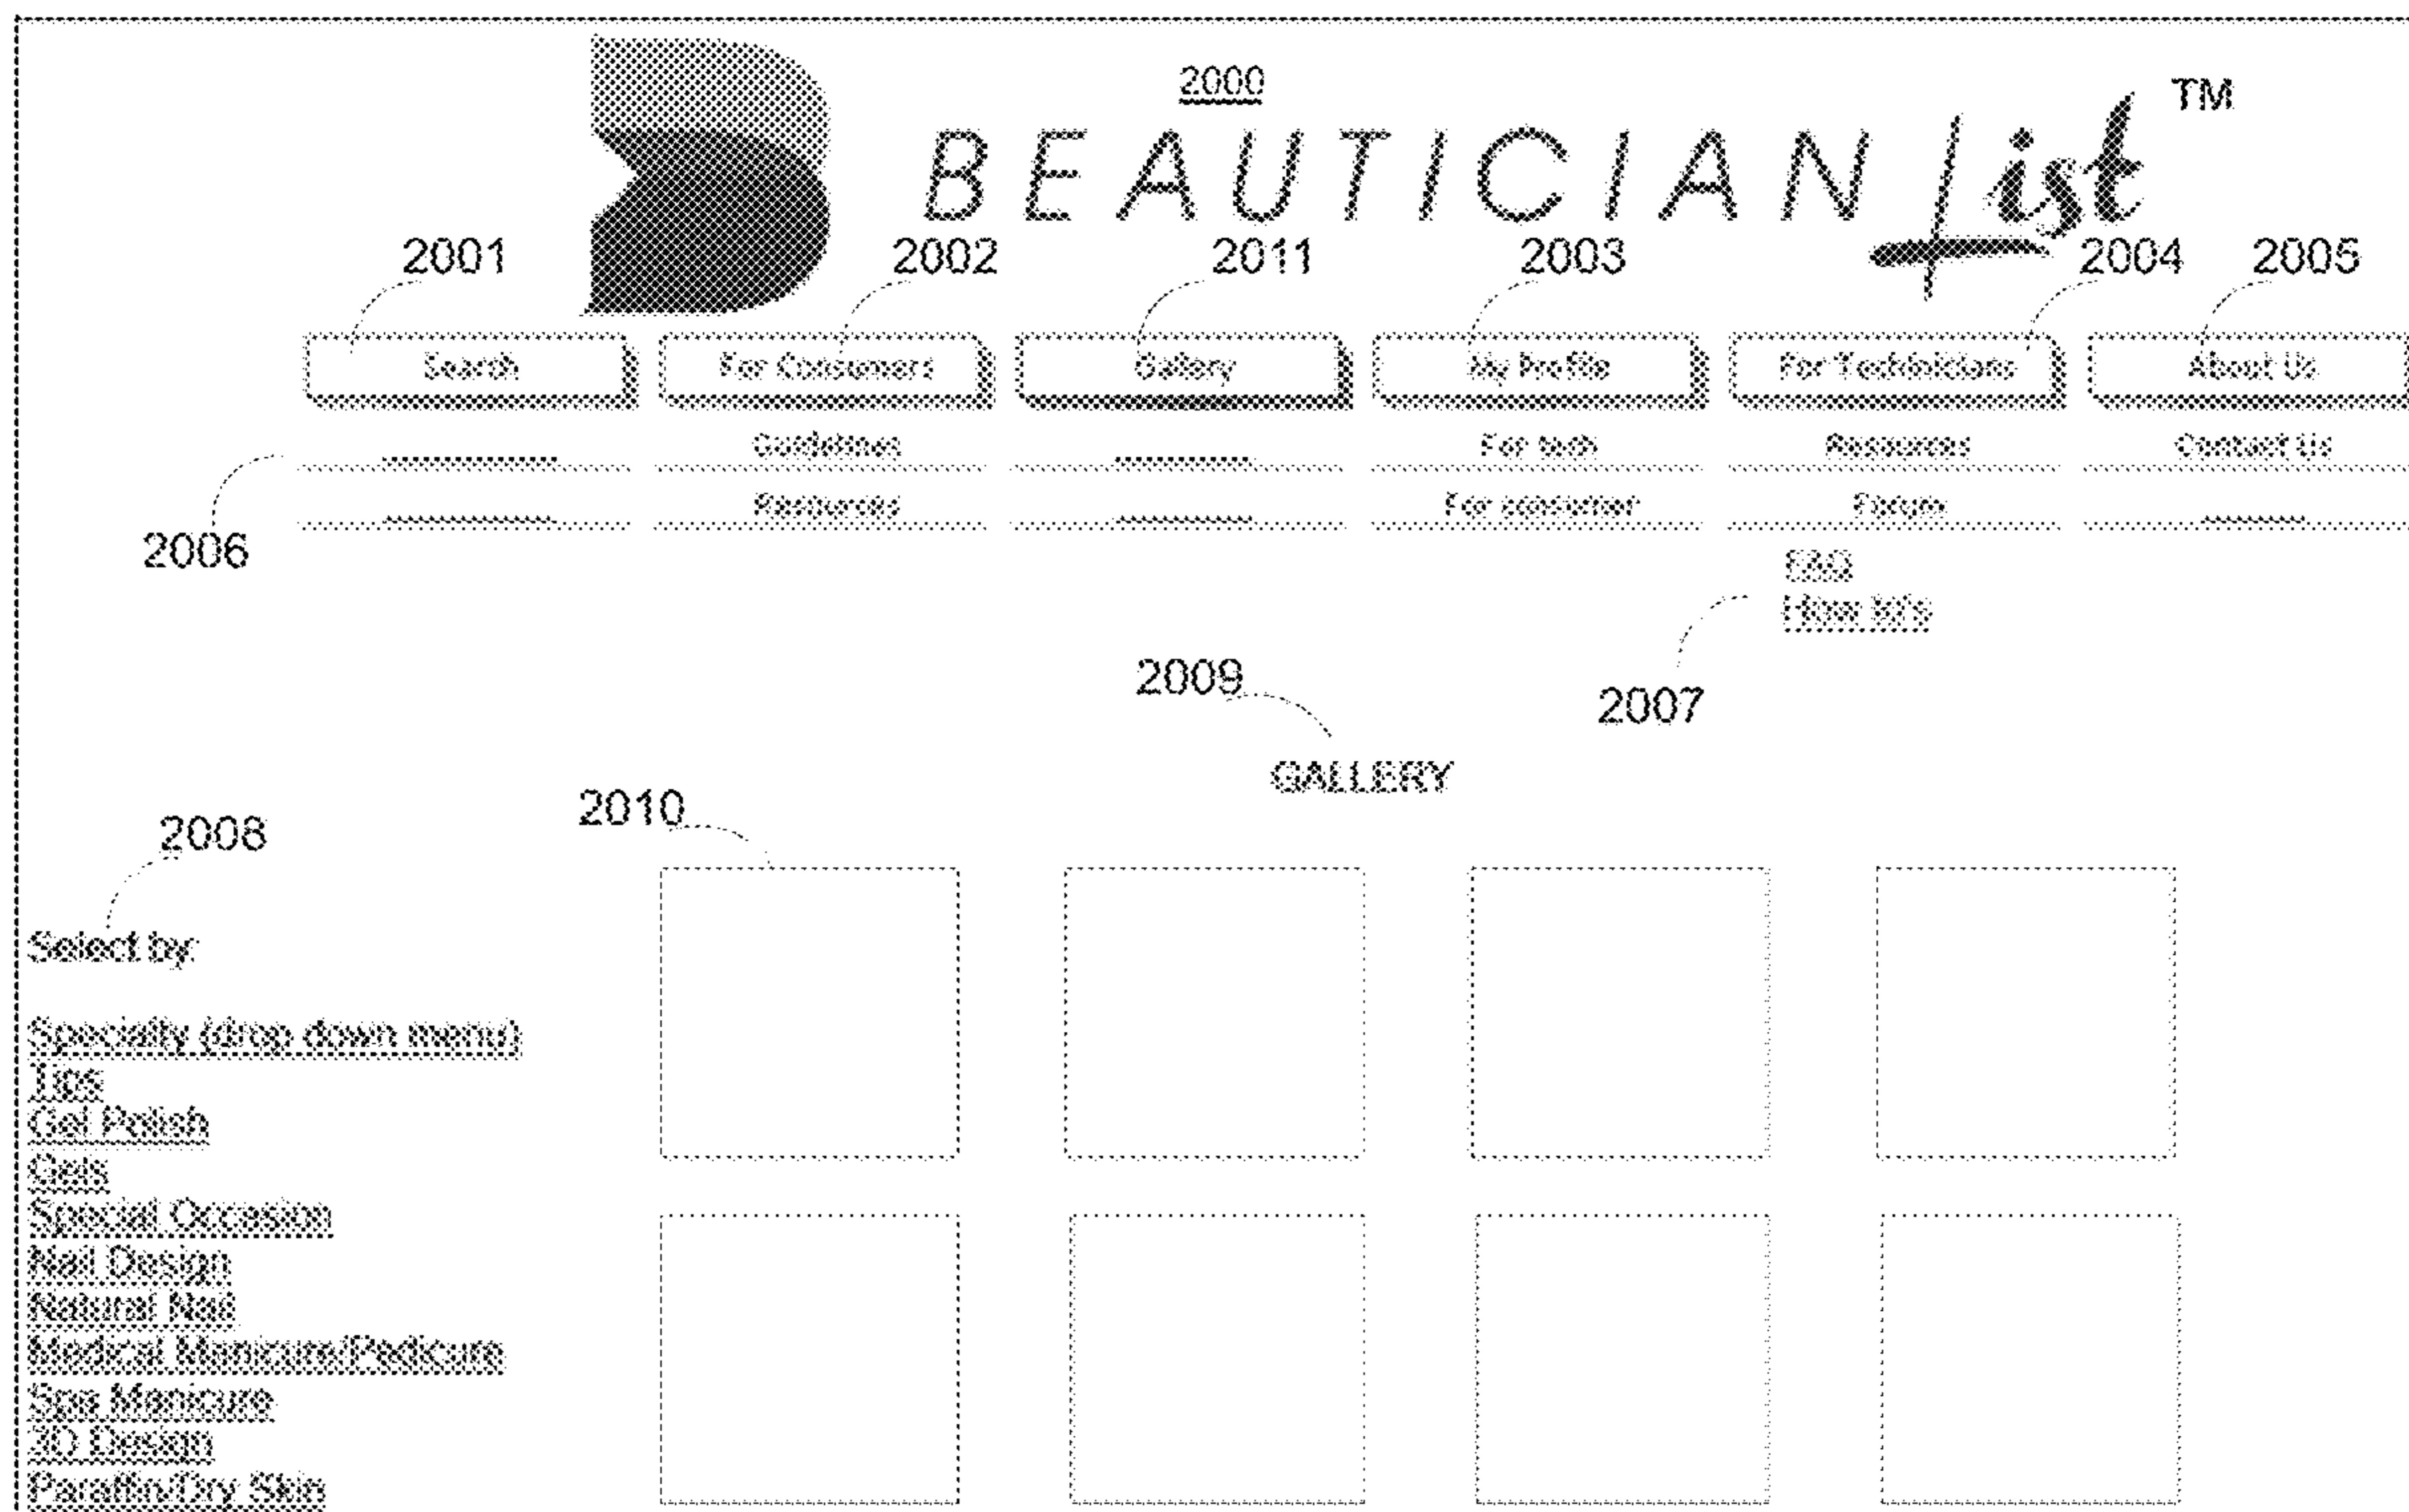 2000
BEAUTICIAN List TM
2001 2002 2011 2003 2004 2005
Search For Consumers Gallery My Profile For Techinicians About Us
Guidelines For tech Resources Contact Us
Resources For consumer Forum
2006
FAQ
How to's
2009
2007
GALLERY
2010
2008
Select by:
Specialty (drop down menu)
Tips
Gel Polish
Gels
Special Occasion
Nail Design
Natural Nail
Medical Manicure/Pedicure
Spa Manicure
3D Design
Paraffin/Dry Skin